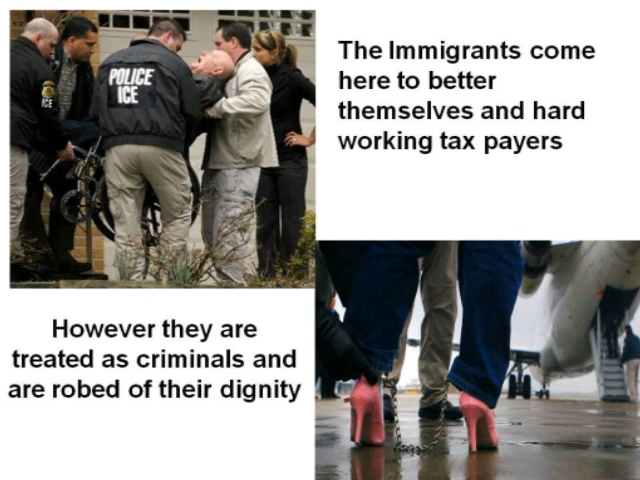 POLICE
ICE
ICE
The Immigrants come
here to better
themselves and hard
working tax payers
However they are
treated as criminals and
are robed of their dignity